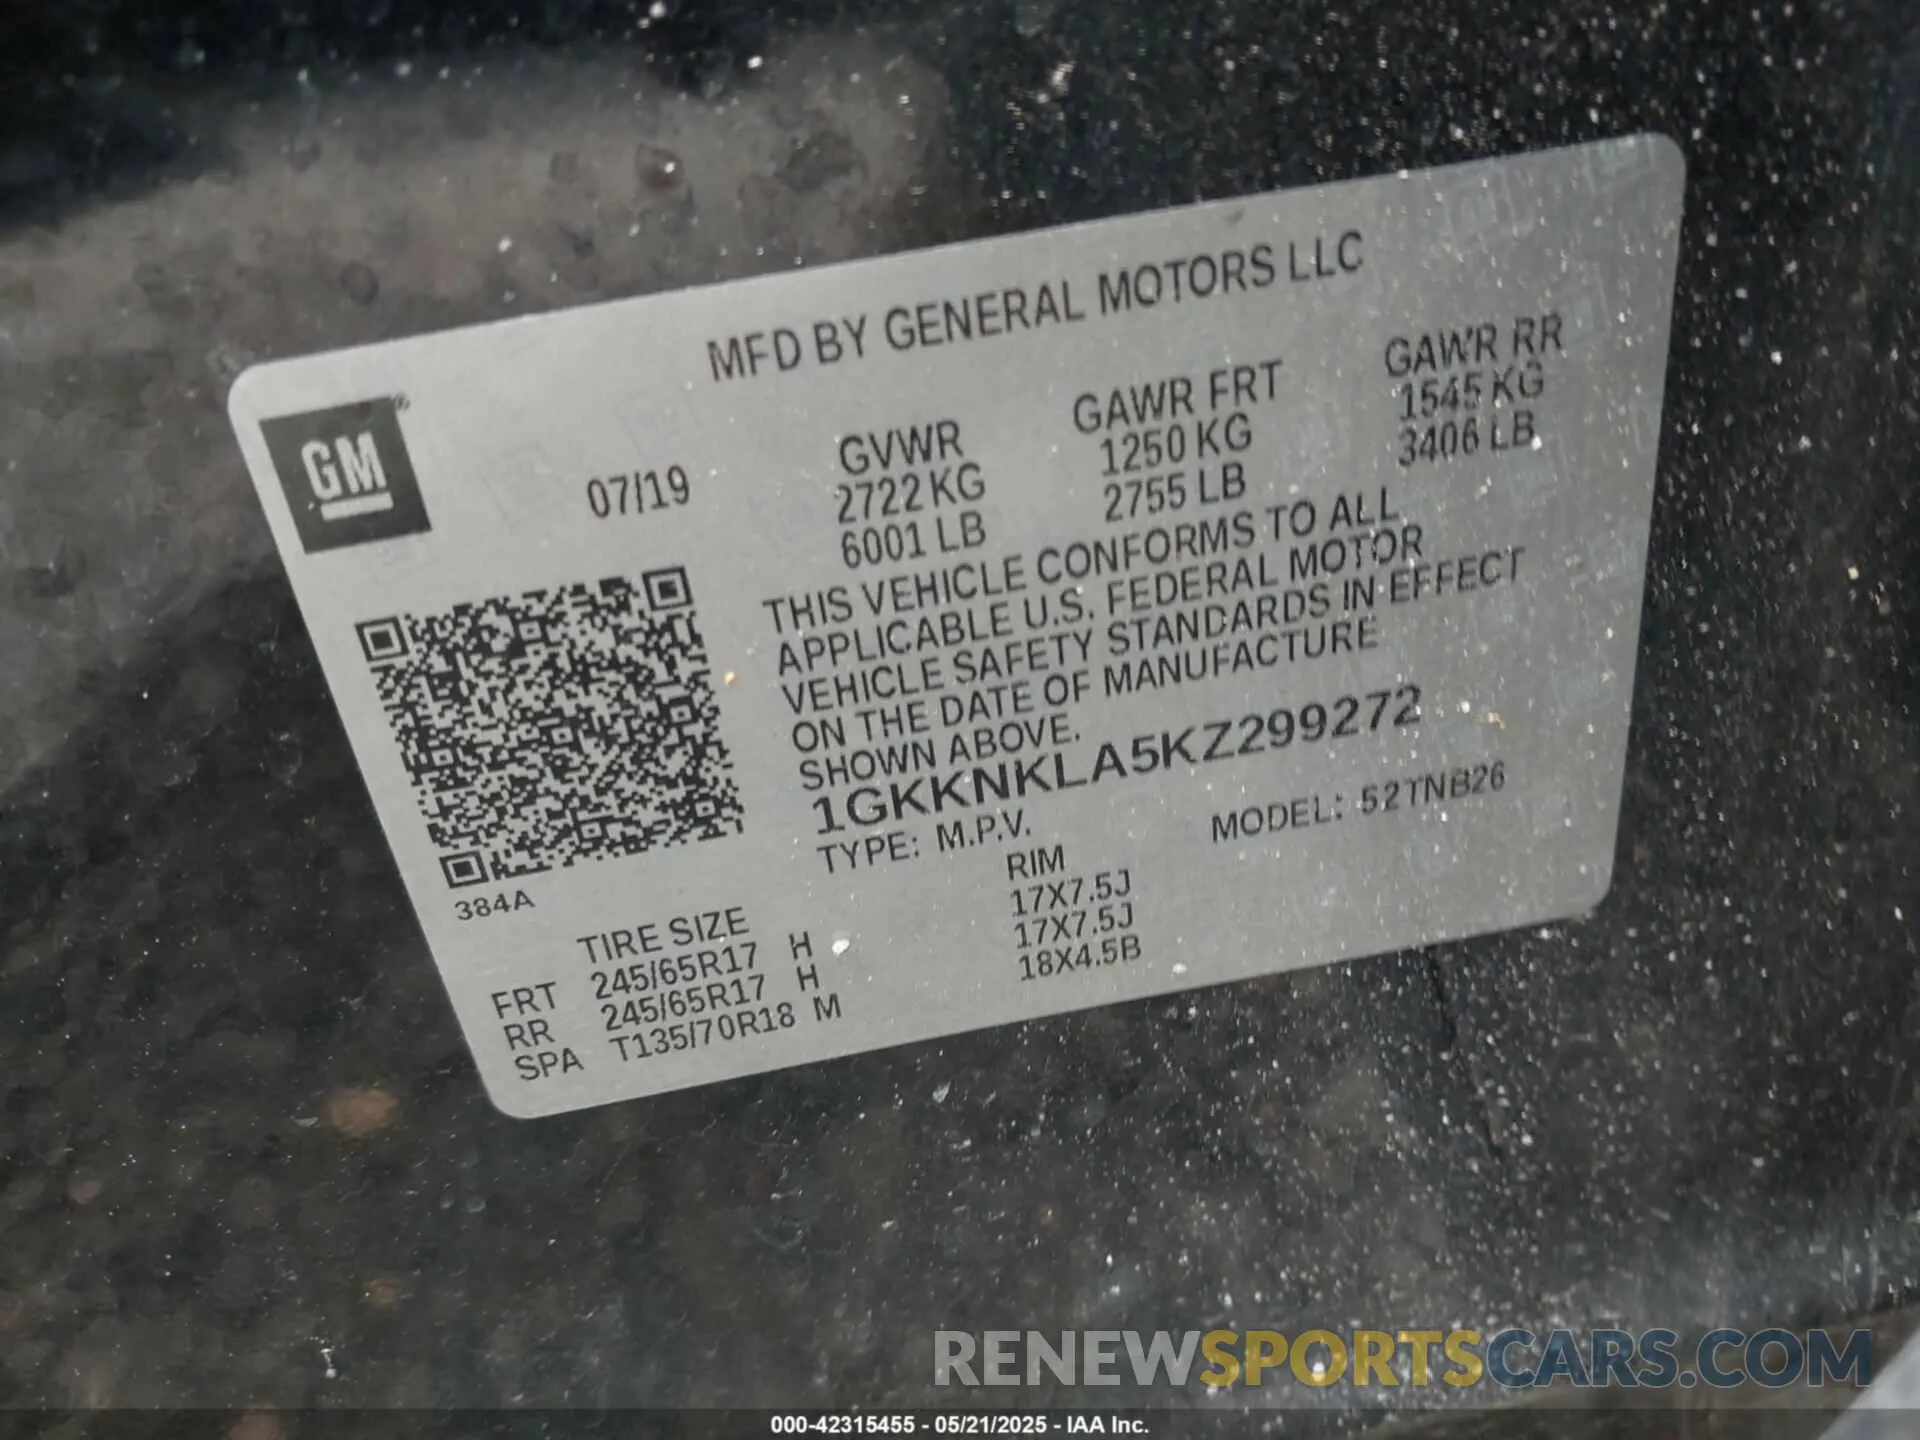 MFD BY GENERAL MOTORS LLC
GM®
07/19
GVWR
2722 KG
6001 LB
GAWR FRT
1250 KG
2755 LB
GAWR RR
1545 KG
3406 LB
THIS VEHICLE CONFORMS TO ALL
APPLICABLE U.S. FEDERAL MOTOR
VEHICLE SAFETY STANDARDS IN EFFECT
ON THE DATE OF MANUFACTURE
SHOWN ABOVE.
1GKKNKLA5KZ299272
TYPE: M.P.V. MODEL: 52TNB26
384A
TIRE SIZE RIM
FRT 245/65R17 H 17X7.5J
RR 245/65R17 H 17X7.5J
SPA T135/70R18 M 18X4.5B
RENEWSPORTSCARS.COM
000-42315455 - 05/21/2025 - IAA Inc.